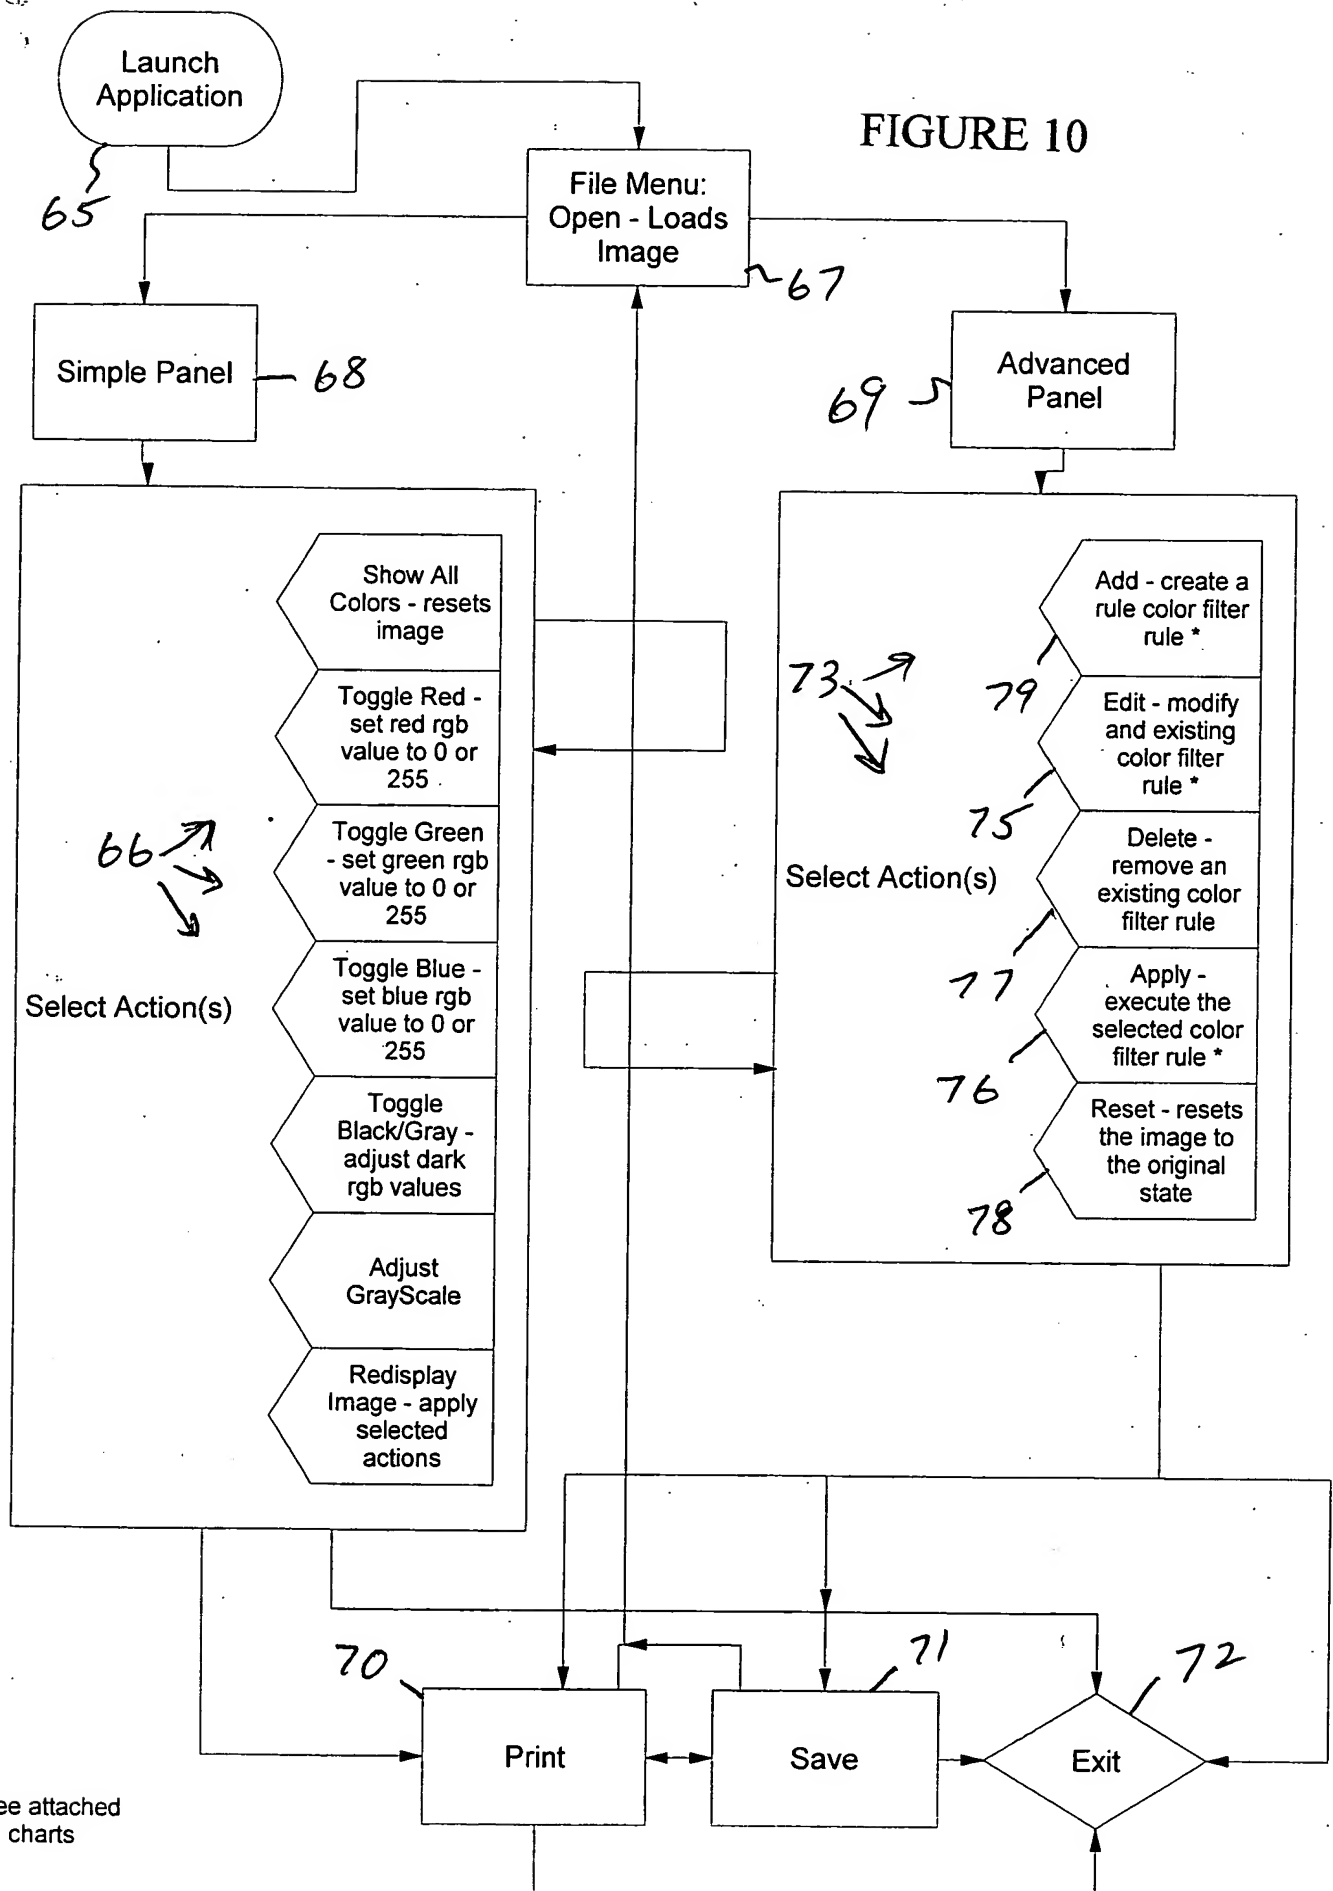 Launch
Application
65
FIGURE 10
File Menu:
Open - Loads
Image
67
Simple Panel
68
Advanced
Panel
69
Select Action(s)
66
Show All
Colors - resets
image
Toggle Red -
set red rgb
value to 0 or
255
Toggle Green
- set green rgb
value to 0 or
255
Toggle Blue -
set blue rgb
value to 0 or
255
Toggle
Black/Gray -
adjust dark
rgb values
Adjust
GrayScale
Redisplay
Image - apply
selected
actions
73
Select Action(s)
Add - create a
rule color filter
rule *
79
Edit - modify
and existing
color filter
rule *
75
Delete -
remove an
existing color
filter rule
77
Apply -
execute the
selected color
filter rule *
76
Reset - resets
the image to
the original
state
78
70
Print
71
Save
72
Exit
ee attached
charts